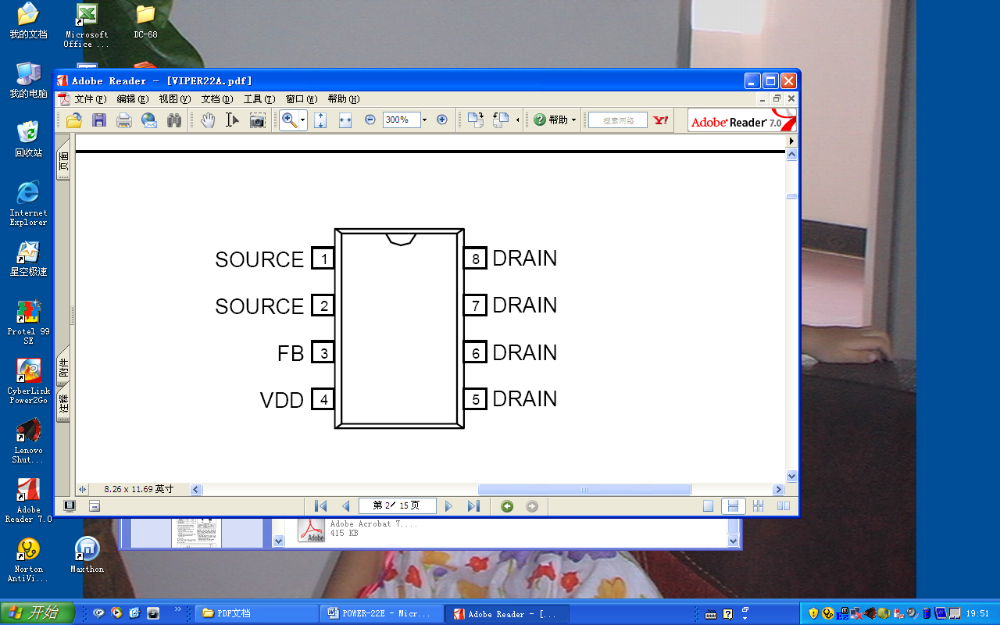 我的文档
Microsoft
Office ...
DC-68
我的电脑
回收站
Internet
Explorer
星空极速
Protel 99
SE
CyberLink
Power2Go
Lenovo
Shut...
Adobe
Reader 7.0
Norton
AntiVi...
Maxthon
Adobe Reader - [VIPER22A.pdf]
文件(F) 编辑(E) 视图(V) 文档(D) 工具(T) 窗口(W) 帮助(H)
300% 帮助 搜索网络 Y! Adobe Reader 7.0
页面
附件
注释
SOURCE 1 8 DRAIN
SOURCE 2 7 DRAIN
FB 3 6 DRAIN
VDD 4 5 DRAIN
8.26 x 11.69 英寸
第 2/ 15 页
Adobe Acrobat 7....
415 KB
Adobe
开始 PDF文档 POWER-22E - Micr... Adobe Reader - [... 19:51